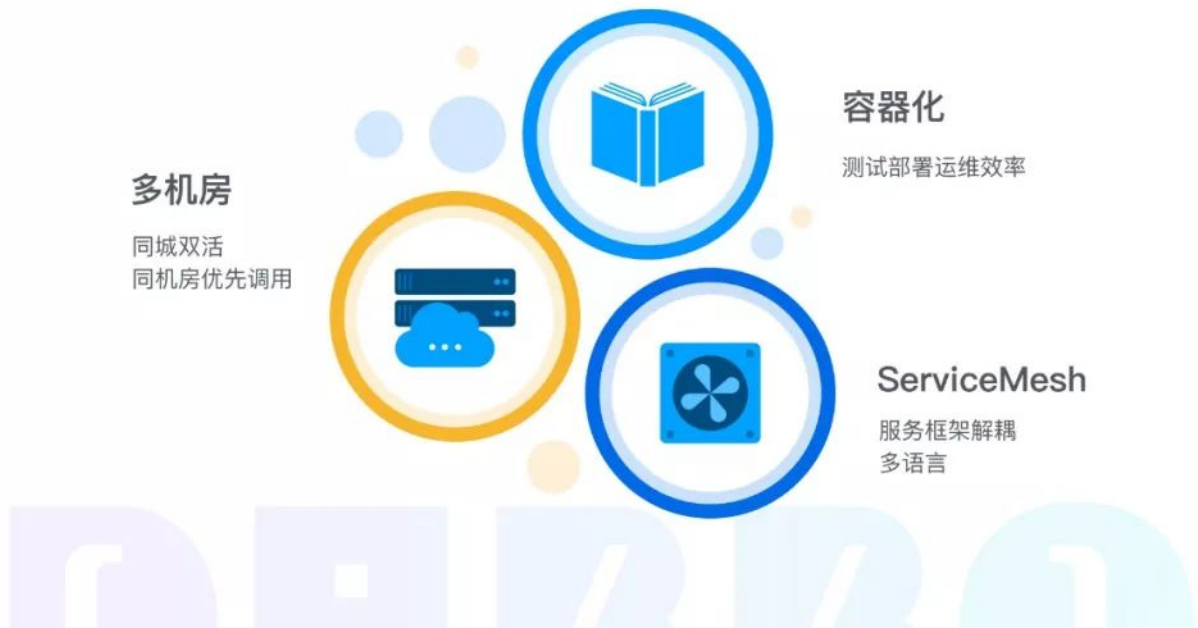 多机房
同城双活
同机房优先调用
容器化
测试部署运维效率
ServiceMesh
服务框架解耦
多语言